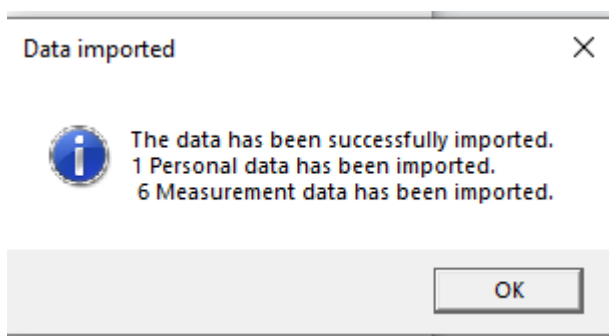 Data imported
The data has been successfully imported.
1 Personal data has been imported.
6 Measurement data has been imported.
OK